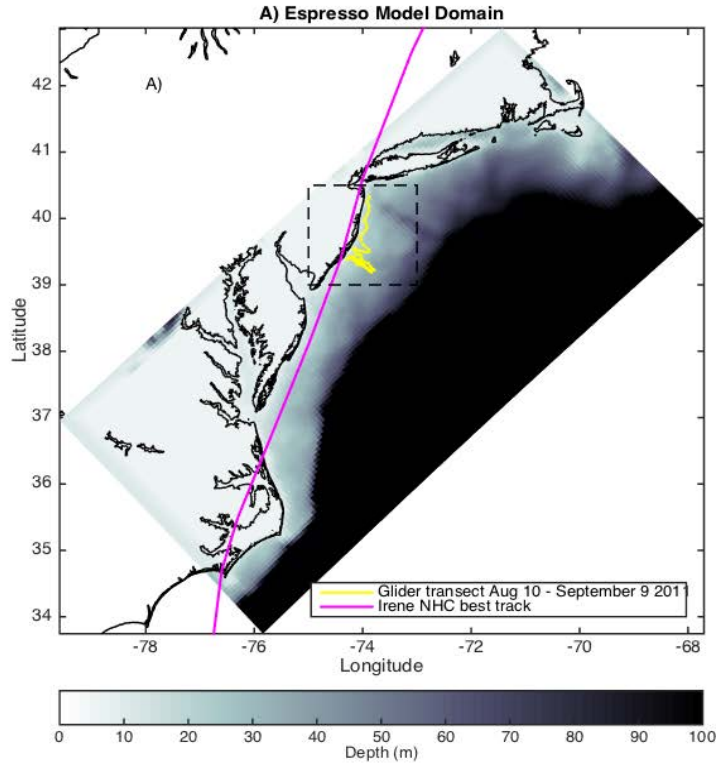 A) Espresso Model Domain
A)
42
41
40
39
38
37
36
35
34
Latitude
Glider transect Aug 10 - September 9 2011
Irene NHC best track
-78 -76 -74 -72 -70 -68
Longitude
0 10 20 30 40 50 60 70 80 90 100
Depth (m)